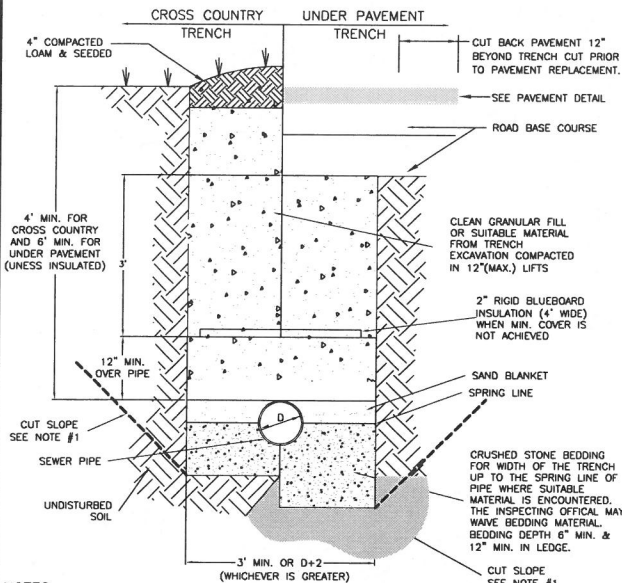 CROSS COUNTRY
TRENCH
UNDER PAVEMENT
TRENCH
4" COMPACTED
LOAM & SEEDED
CUT BACK PAVEMENT 12"
BEYOND TRENCH CUT PRIOR
TO PAVEMENT REPLACEMENT.
SEE PAVEMENT DETAIL
ROAD BASE COURSE
4' MIN. FOR
CROSS COUNTRY
AND 6' MIN. FOR
UNDER PAVEMENT
(UNESS INSULATED)
3'
CLEAN GRANULAR FILL
OR SUITABLE MATERIAL
FROM TRENCH
EXCAVATION COMPACTED
IN 12"(MAX.) LIFTS
2" RIGID BLUEBOARD
INSULATION (4' WIDE)
WHEN MIN. COVER IS
NOT ACHIEVED
12" MIN.
OVER PIPE
SAND BLANKET
SPRING LINE
D
CUT SLOPE
SEE NOTE #1
SEWER PIPE
UNDISTURBED
SOIL
CRUSHED STONE BEDDING
FOR WIDTH OF THE TRENCH
UP TO THE SPRING LINE OF
PIPE WHERE SUITABLE
MATERIAL IS ENCOUNTERED.
THE INSPECTING OFFICAL MAY
WAIVE BEDDING MATERIAL.
BEDDING DEPTH 6" MIN. &
12" MIN. IN LEDGE.
3' MIN. OR D+2
(WHICHEVER IS GREATER)
CUT SLOPE